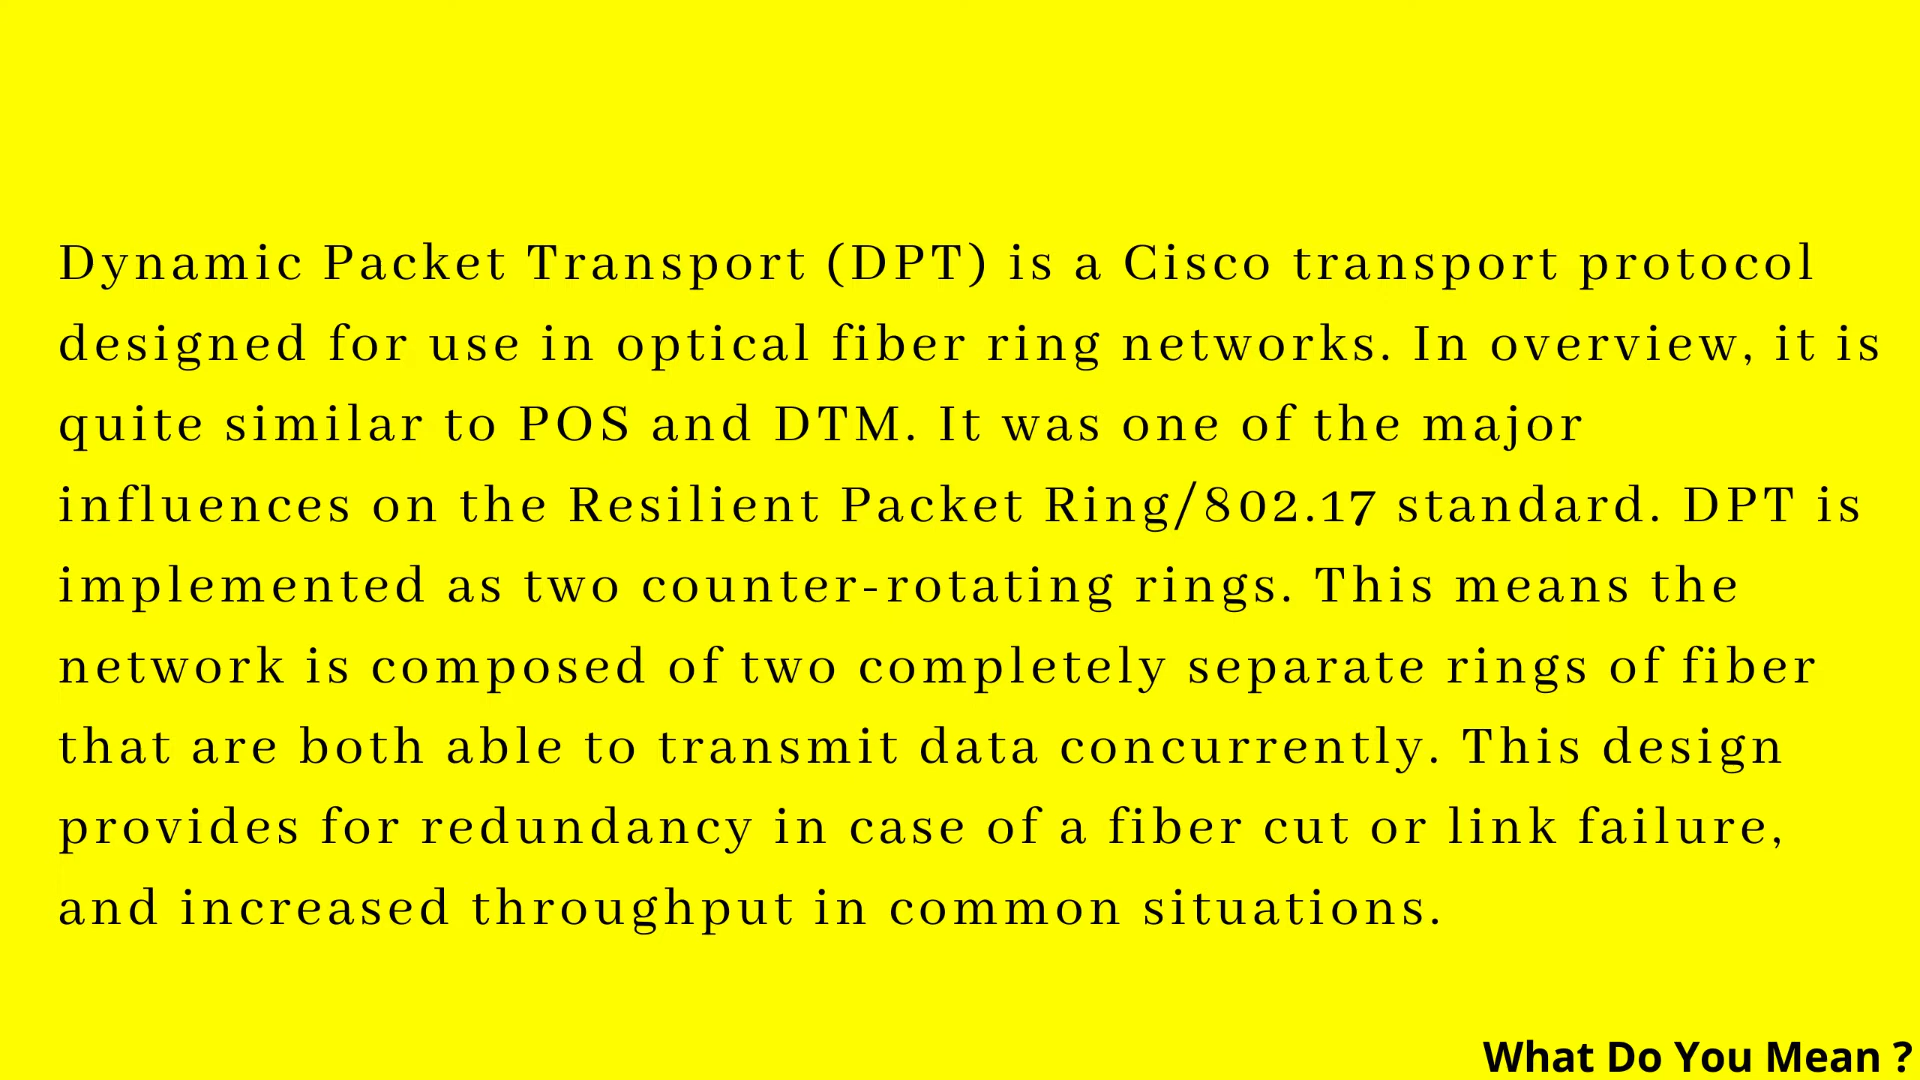 Dynamic Packet Transport (DPT) is a Cisco transport protocol
designed for use in optical fiber ring networks. In overview, it is
quite similar to POS and DTM. It was one of the major
influences on the Resilient Packet Ring/802.17 standard. DPT is
implemented as two counter-rotating rings. This means the
network is composed of two completely separate rings of fiber
that are both able to transmit data concurrently. This design
provides for redundancy in case of a fiber cut or link failure,
and increased throughput in common situations.
What Do You Mean ?